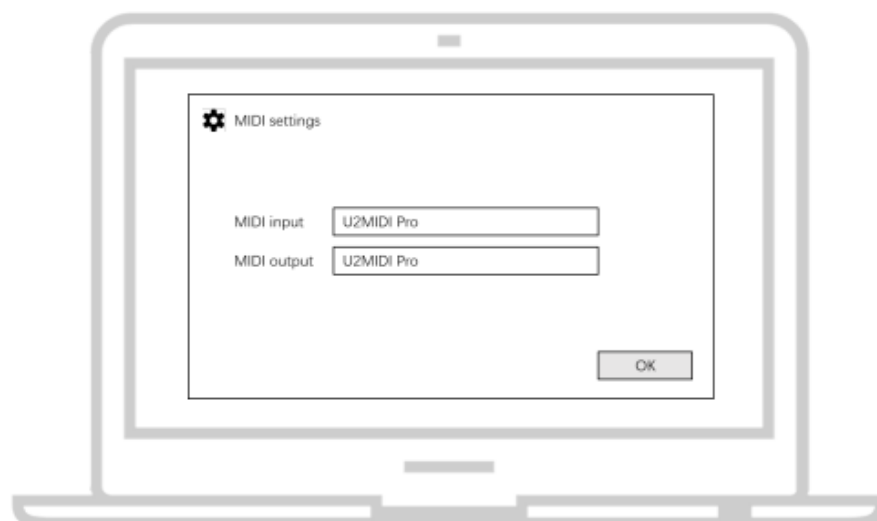 MIDI settings
MIDI input U2MIDI Pro
MIDI output U2MIDI Pro
OK